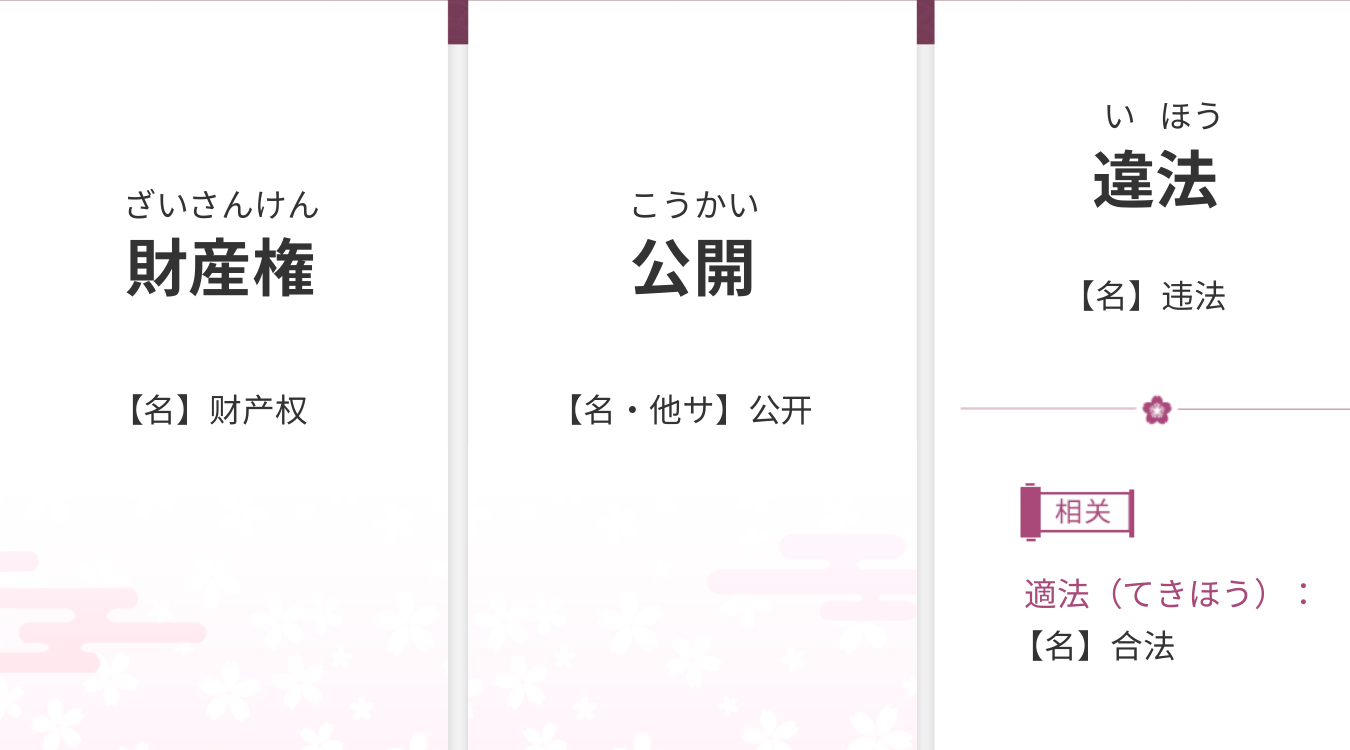 ざいさんけん
財産権
【名】财产权
こうかい
公開
【名・他サ】公开
い ほう
違法
【名】违法
相关
適法（てきほう）：
【名】合法